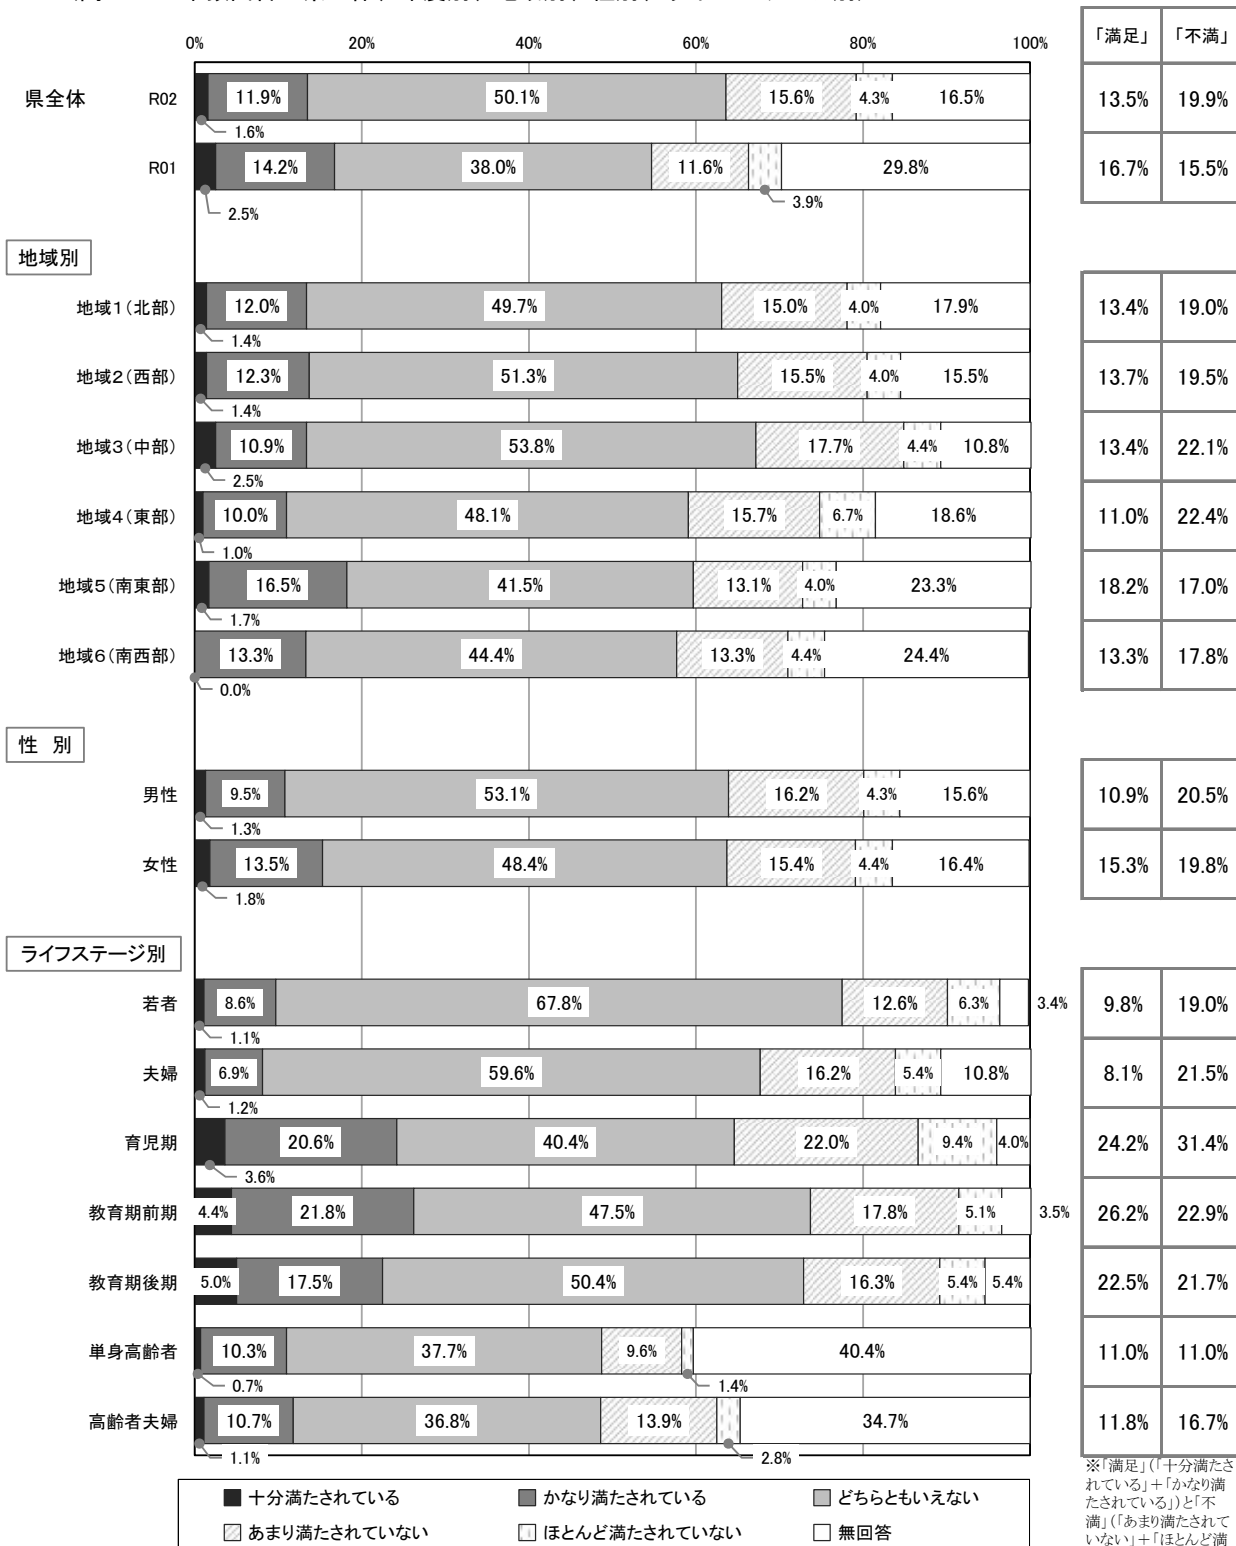 0% 20% 40% 60% 80% 100%
「満足」 「不満」
県全体 R02 11.9% 50.1% 15.6% 4.3% 16.5% 13.5% 19.9%
1.6%
R01 14.2% 38.0% 11.6% 29.8% 16.7% 15.5%
2.5% 3.9%
地域別
地域1(北部) 12.0% 49.7% 15.0% 4.0% 17.9% 13.4% 19.0%
1.4%
地域2(西部) 12.3% 51.3% 15.5% 4.0% 15.5% 13.7% 19.5%
1.4%
地域3(中部) 10.9% 53.8% 17.7% 4.4% 10.8% 13.4% 22.1%
2.5%
地域4(東部) 10.0% 48.1% 15.7% 6.7% 18.6% 11.0% 22.4%
1.0%
地域5(南東部) 16.5% 41.5% 13.1% 4.0% 23.3% 18.2% 17.0%
1.7%
地域6(南西部) 13.3% 44.4% 13.3% 4.4% 24.4% 13.3% 17.8%
0.0%
性 別
男性 9.5% 53.1% 16.2% 4.3% 15.6% 10.9% 20.5%
1.3%
女性 13.5% 48.4% 15.4% 4.4% 16.4% 15.3% 19.8%
1.8%
ライフステージ別
若者 8.6% 67.8% 12.6% 6.3% 3.4% 9.8% 19.0%
1.1%
夫婦 6.9% 59.6% 16.2% 5.4% 10.8% 8.1% 21.5%
1.2%
育児期 20.6% 40.4% 22.0% 9.4% 4.0% 24.2% 31.4%
3.6%
教育期前期 4.4% 21.8% 47.5% 17.8% 5.1% 3.5% 26.2% 22.9%
教育期後期 5.0% 17.5% 50.4% 16.3% 5.4% 5.4% 22.5% 21.7%
単身高齢者 10.3% 37.7% 9.6% 40.4% 11.0% 11.0%
0.7% 1.4%
高齢者夫婦 10.7% 36.8% 13.9% 34.7% 11.8% 16.7%
1.1% 2.8%
十分満たされている かなり満たされている どちらともいえない
あまり満たされていない ほとんど満たされていない 無回答
※「満足」(「十分満たさ
れている」+「かなり満
たされている」)と「不
満」(「あまり満たされて
いない」+「ほとんど満